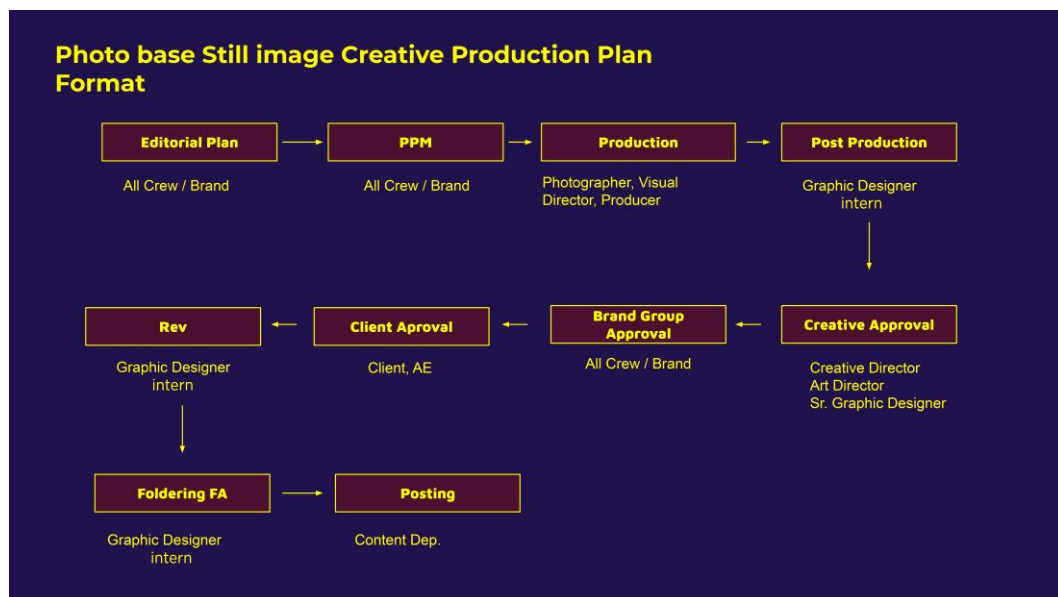 Photo base Still image Creative Production Plan
Format
Editorial Plan
All Crew / Brand
PPM
All Crew / Brand
Production
Photographer, Visual
Director, Producer
Post Production
Graphic Designer
intern
Creative Approval
Creative Director
Art Director
Sr. Graphic Designer
Brand Group
Approval
All Crew / Brand
Client Aproval
Client, AE
Rev
Graphic Designer
intern
Foldering FA
Graphic Designer
intern
Posting
Content Dep.